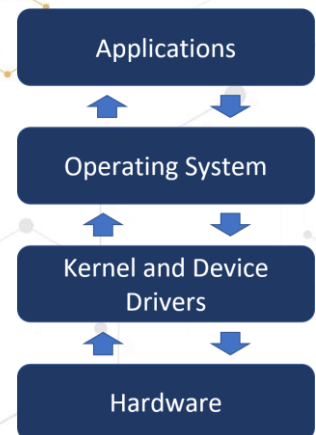 Applications
Operating System
Kernel and Device
Drivers
Hardware